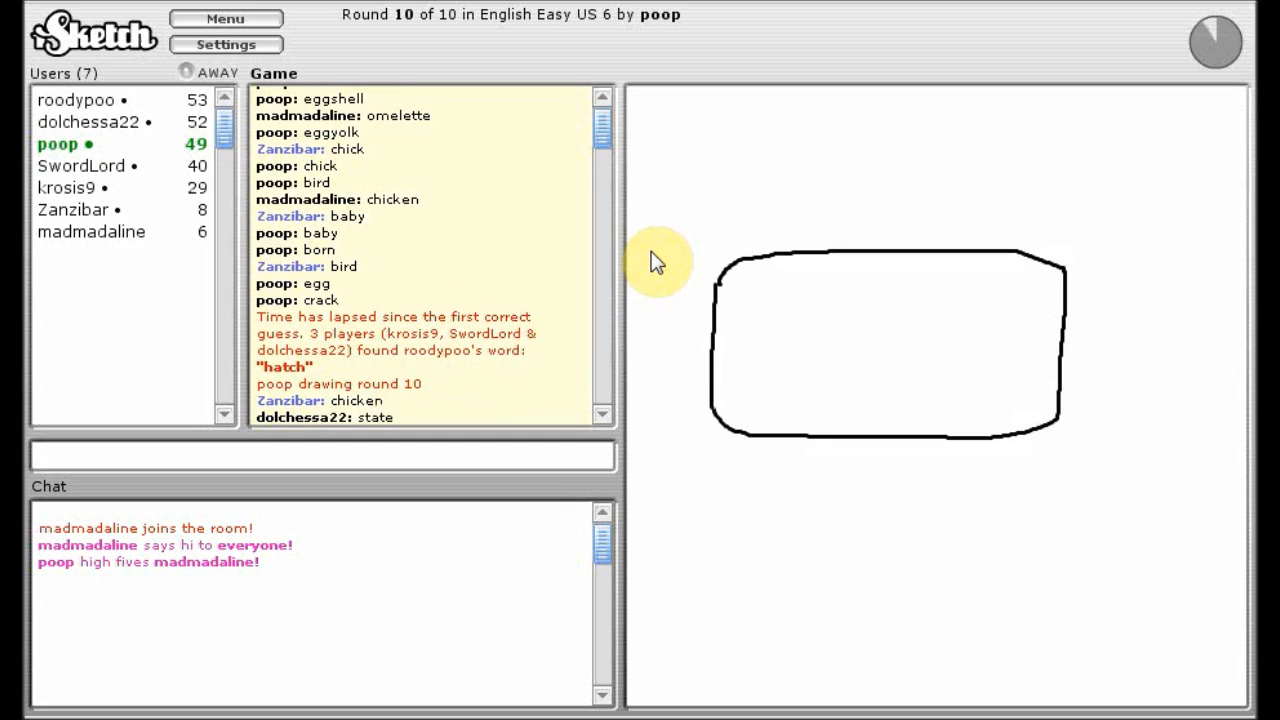 iSketch
Menu
Settings
Round 10 of 10 in English Easy US 6 by poop
Users (7)
AWAY
Game
roodypoo • 53
dolchessa22 • 52
poop • 49
SwordLord • 40
krosis9 • 29
Zanzibar • 8
madmadaline 6
poop: eggshell
madmadaline: omelette
poop: eggyolk
Zanzibar: chick
poop: chick
poop: bird
madmadaline: chicken
Zanzibar: baby
poop: baby
poop: born
Zanzibar: bird
poop: egg
poop: crack
Time has lapsed since the first correct
guess. 3 players (krosis9, SwordLord &
dolchessa22) found roodypoo's word:
"hatch"
poop drawing round 10
Zanzibar: chicken
dolchessa22: state
Chat
madmadaline joins the room!
madmadaline says hi to everyone!
poop high fives madmadaline!